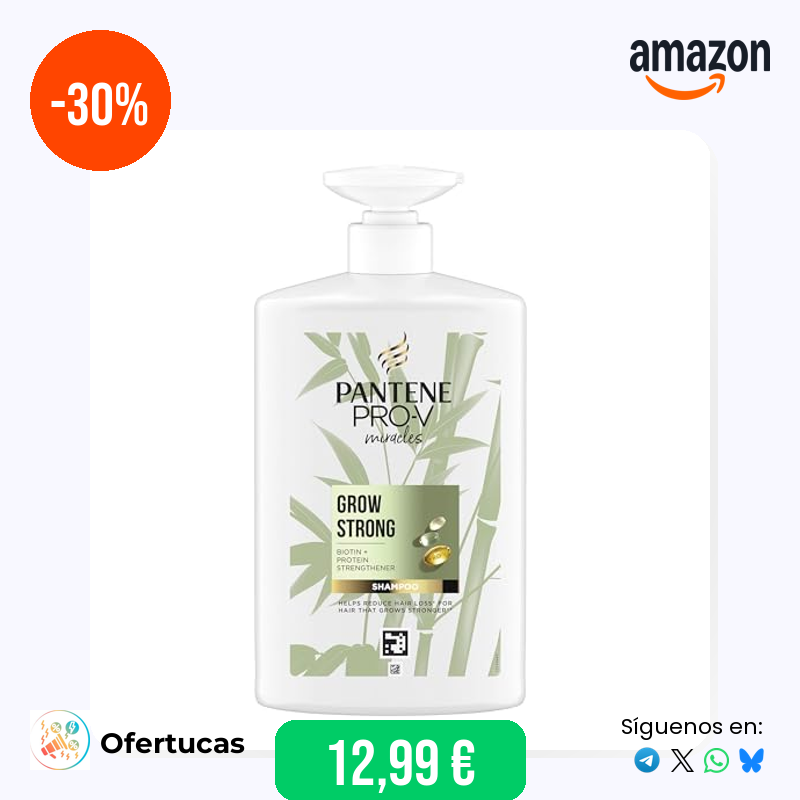 -30%
amazon
PANTENE
PRO-V
miracles
GROW
STRONG
BIOTIN +
PROTEIN
STRENGTHENER
SHAMPOO
HELPS REDUCE HAIR LOSS* FOR
HAIR THAT GROWS STRONGER**
Ofertucas
12,99 €
Síguenos en: